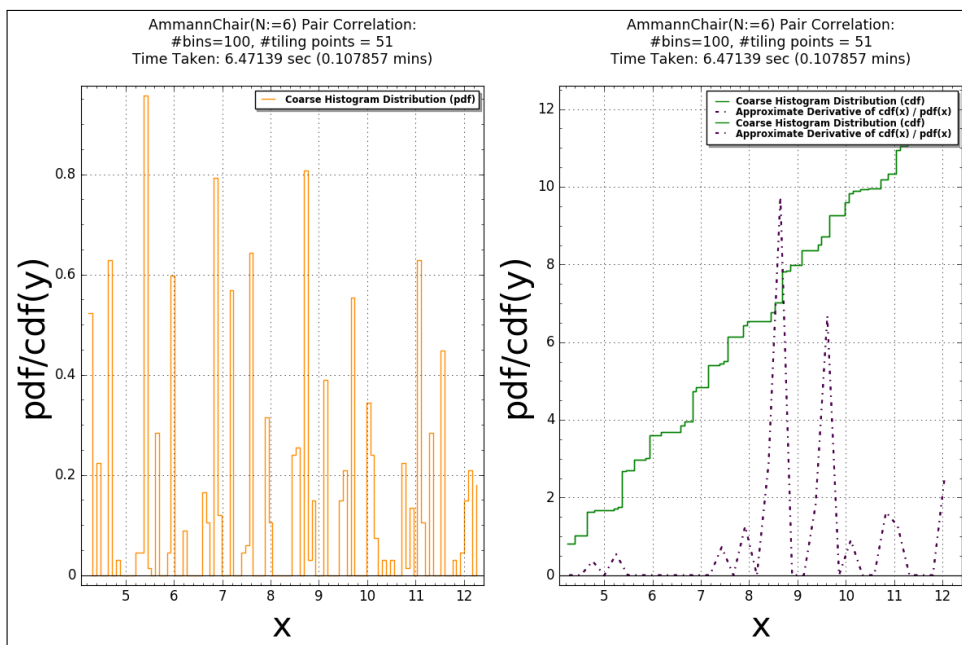 AmmannChair(N:=6) Pair Correlation:
#bins=100, #tiling points = 51
Time Taken: 6.47139 sec (0.107857 mins)
Coarse Histogram Distribution (pdf)
0.8
0.6
0.4
0.2
0
5 6 7 8 9 10 11 12
pdf/cdf(y)
x
AmmannChair(N:=6) Pair Correlation:
#bins=100, #tiling points = 51
Time Taken: 6.47139 sec (0.107857 mins)
Coarse Histogram Distribution (cdf)
Approximate Derivative of cdf(x) / pdf(x)
Coarse Histogram Distribution (cdf)
Approximate Derivative of cdf(x) / pdf(x)
12
10
8
6
4
2
0
5 6 7 8 9 10 11 12
pdf/cdf(y)
x